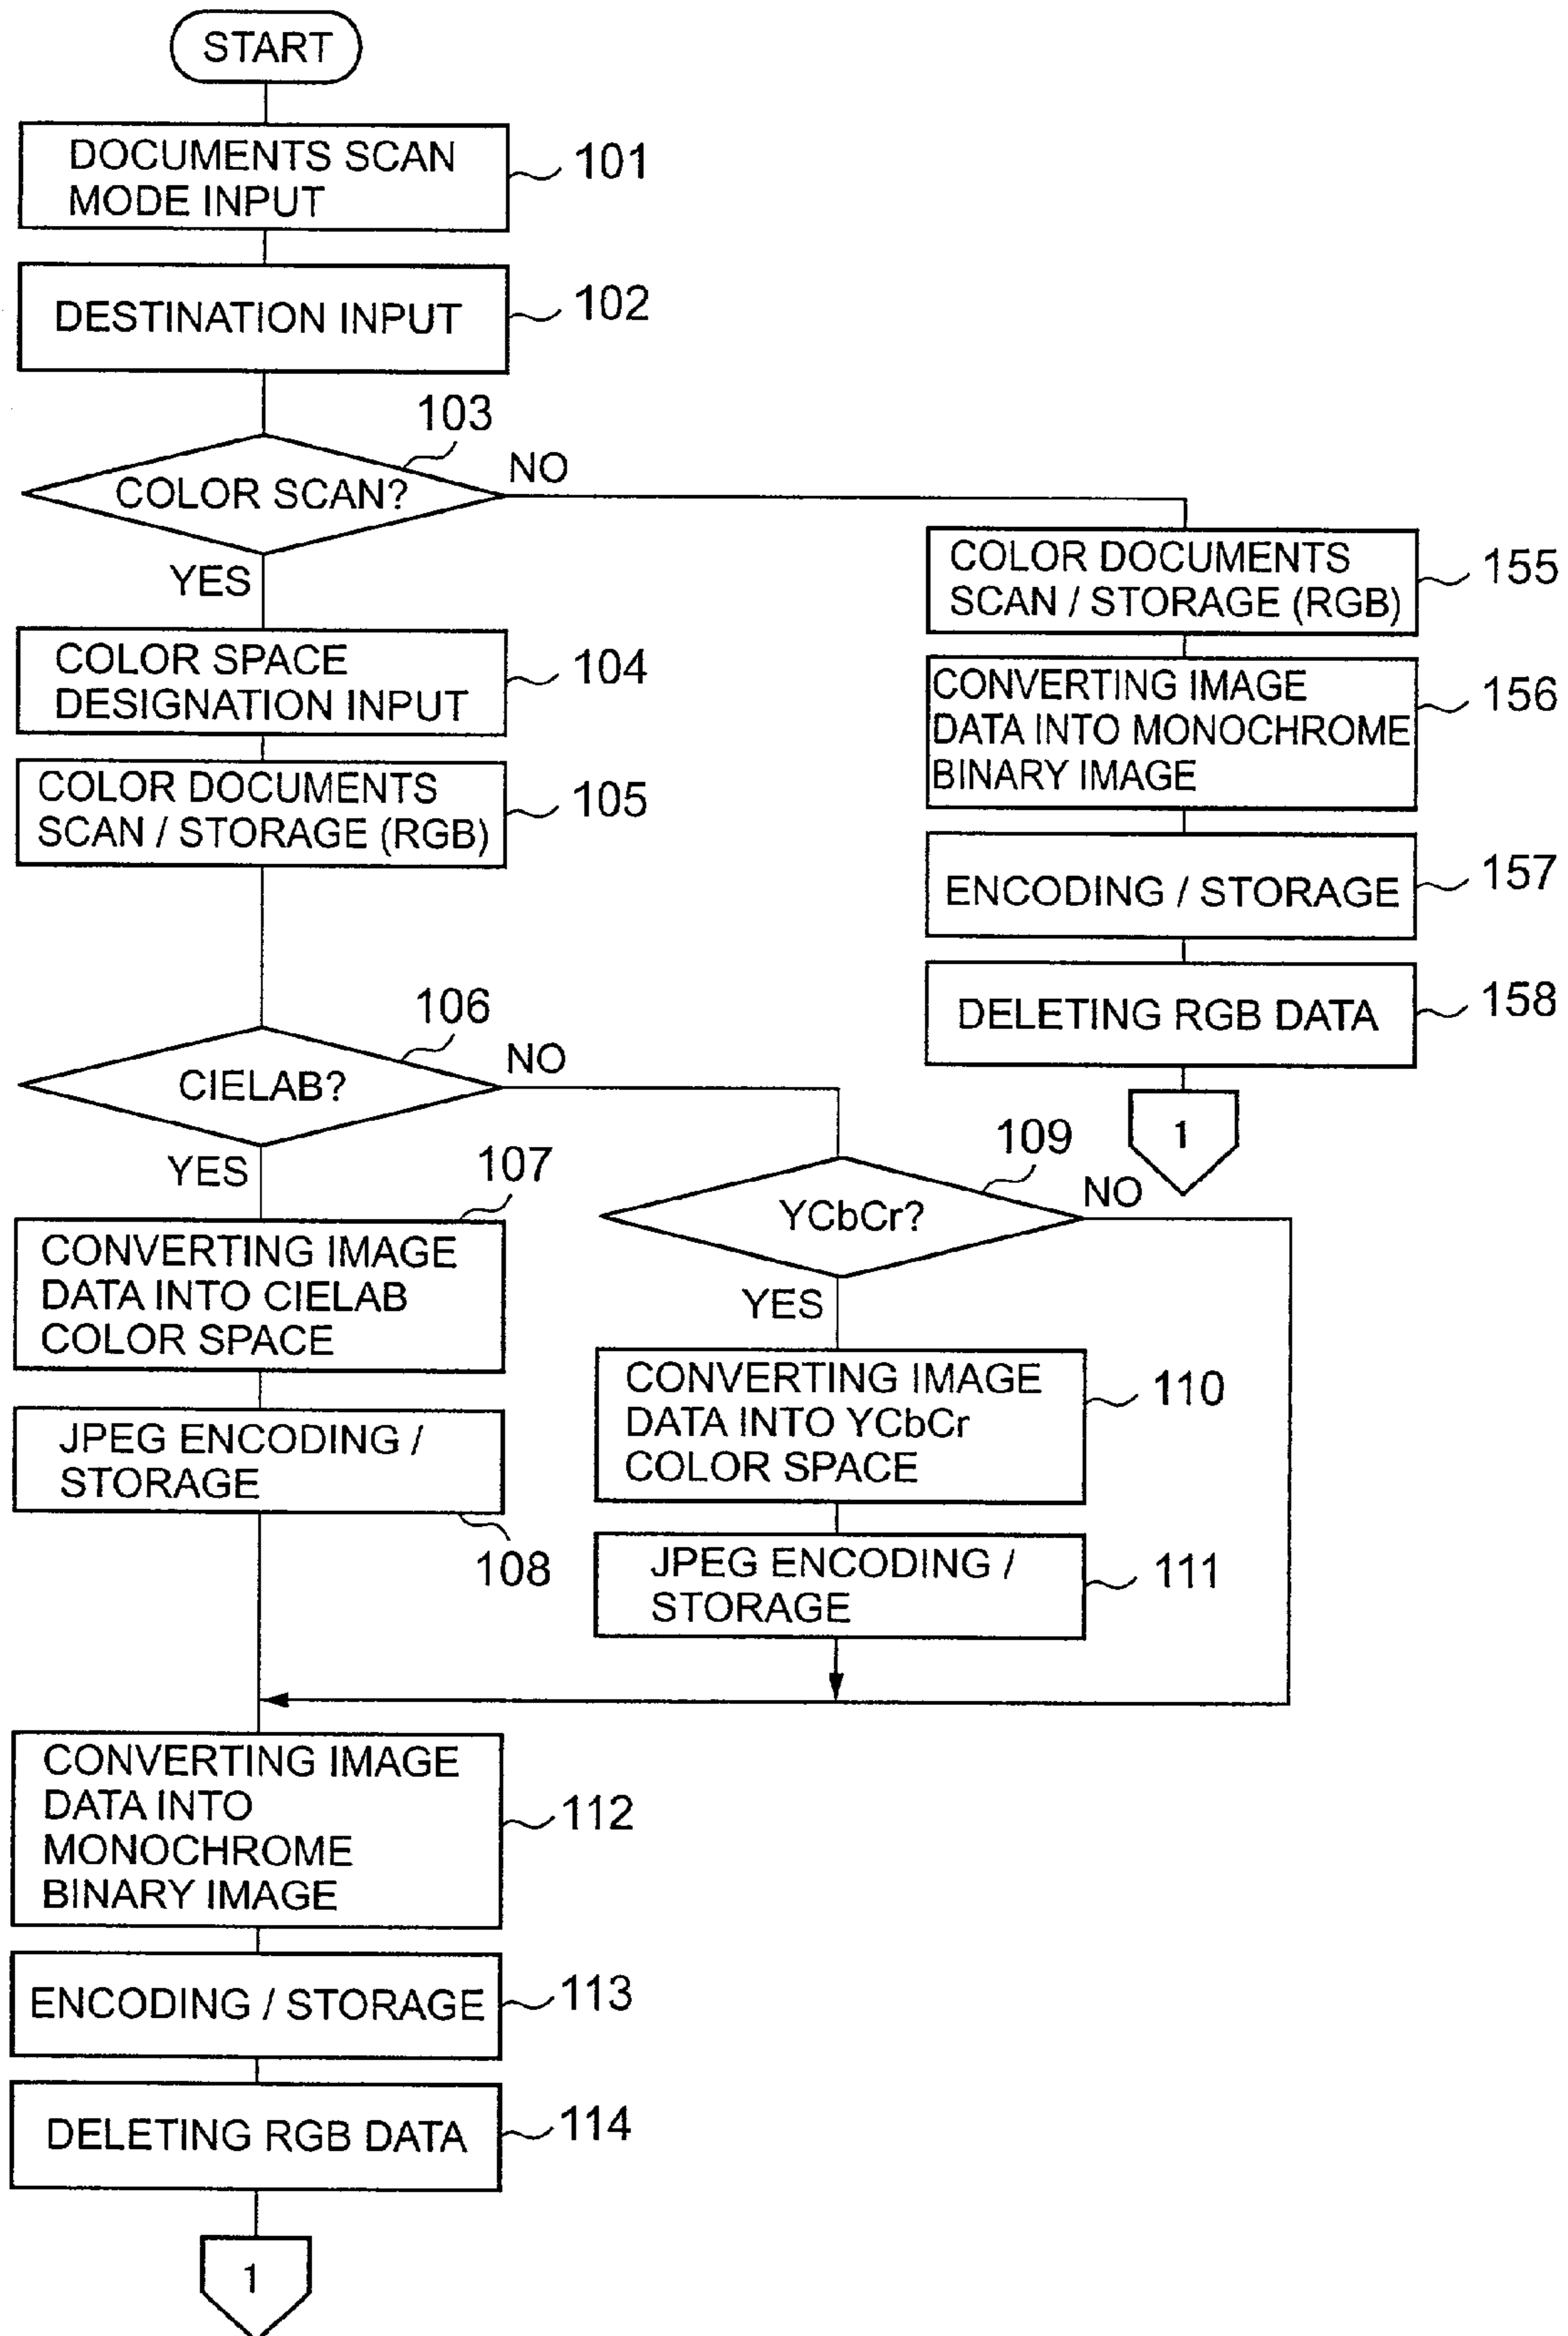 START
DOCUMENTS SCAN
MODE INPUT
101
DESTINATION INPUT
102
103
COLOR SCAN?
NO
YES
COLOR DOCUMENTS
SCAN / STORAGE (RGB)
155
COLOR SPACE
DESIGNATION INPUT
104
CONVERTING IMAGE
DATA INTO MONOCHROME
BINARY IMAGE
156
COLOR DOCUMENTS
SCAN / STORAGE (RGB)
105
ENCODING / STORAGE
157
DELETING RGB DATA
158
1
106
CIELAB?
NO
YES
109
YCbCr?
NO
YES
107
CONVERTING IMAGE
DATA INTO CIELAB
COLOR SPACE
JPEG ENCODING /
STORAGE
108
CONVERTING IMAGE
DATA INTO YCbCr
COLOR SPACE
110
JPEG ENCODING /
STORAGE
111
CONVERTING IMAGE
DATA INTO
MONOCHROME
BINARY IMAGE
112
ENCODING / STORAGE
113
DELETING RGB DATA
114
1